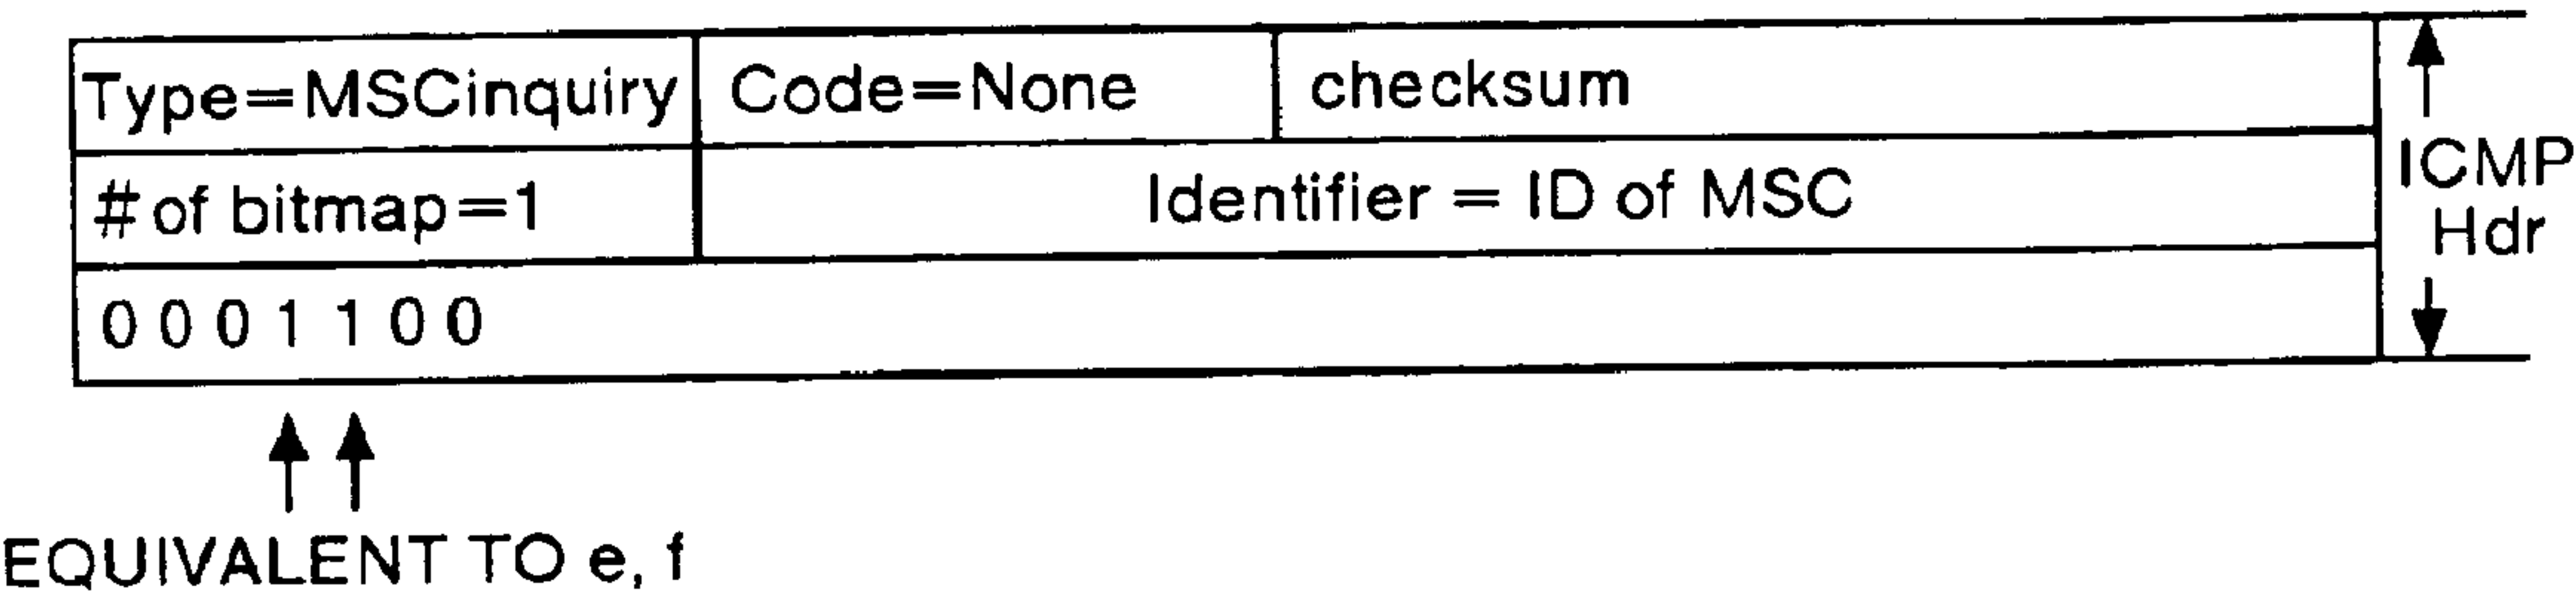 Type=MSCinquiry Code=None checksum
# of bitmap=1 Identifier = ID of MSC
0 0 0 1 1 0 0
ICMP
Hdr
EQUIVALENT TO e, f